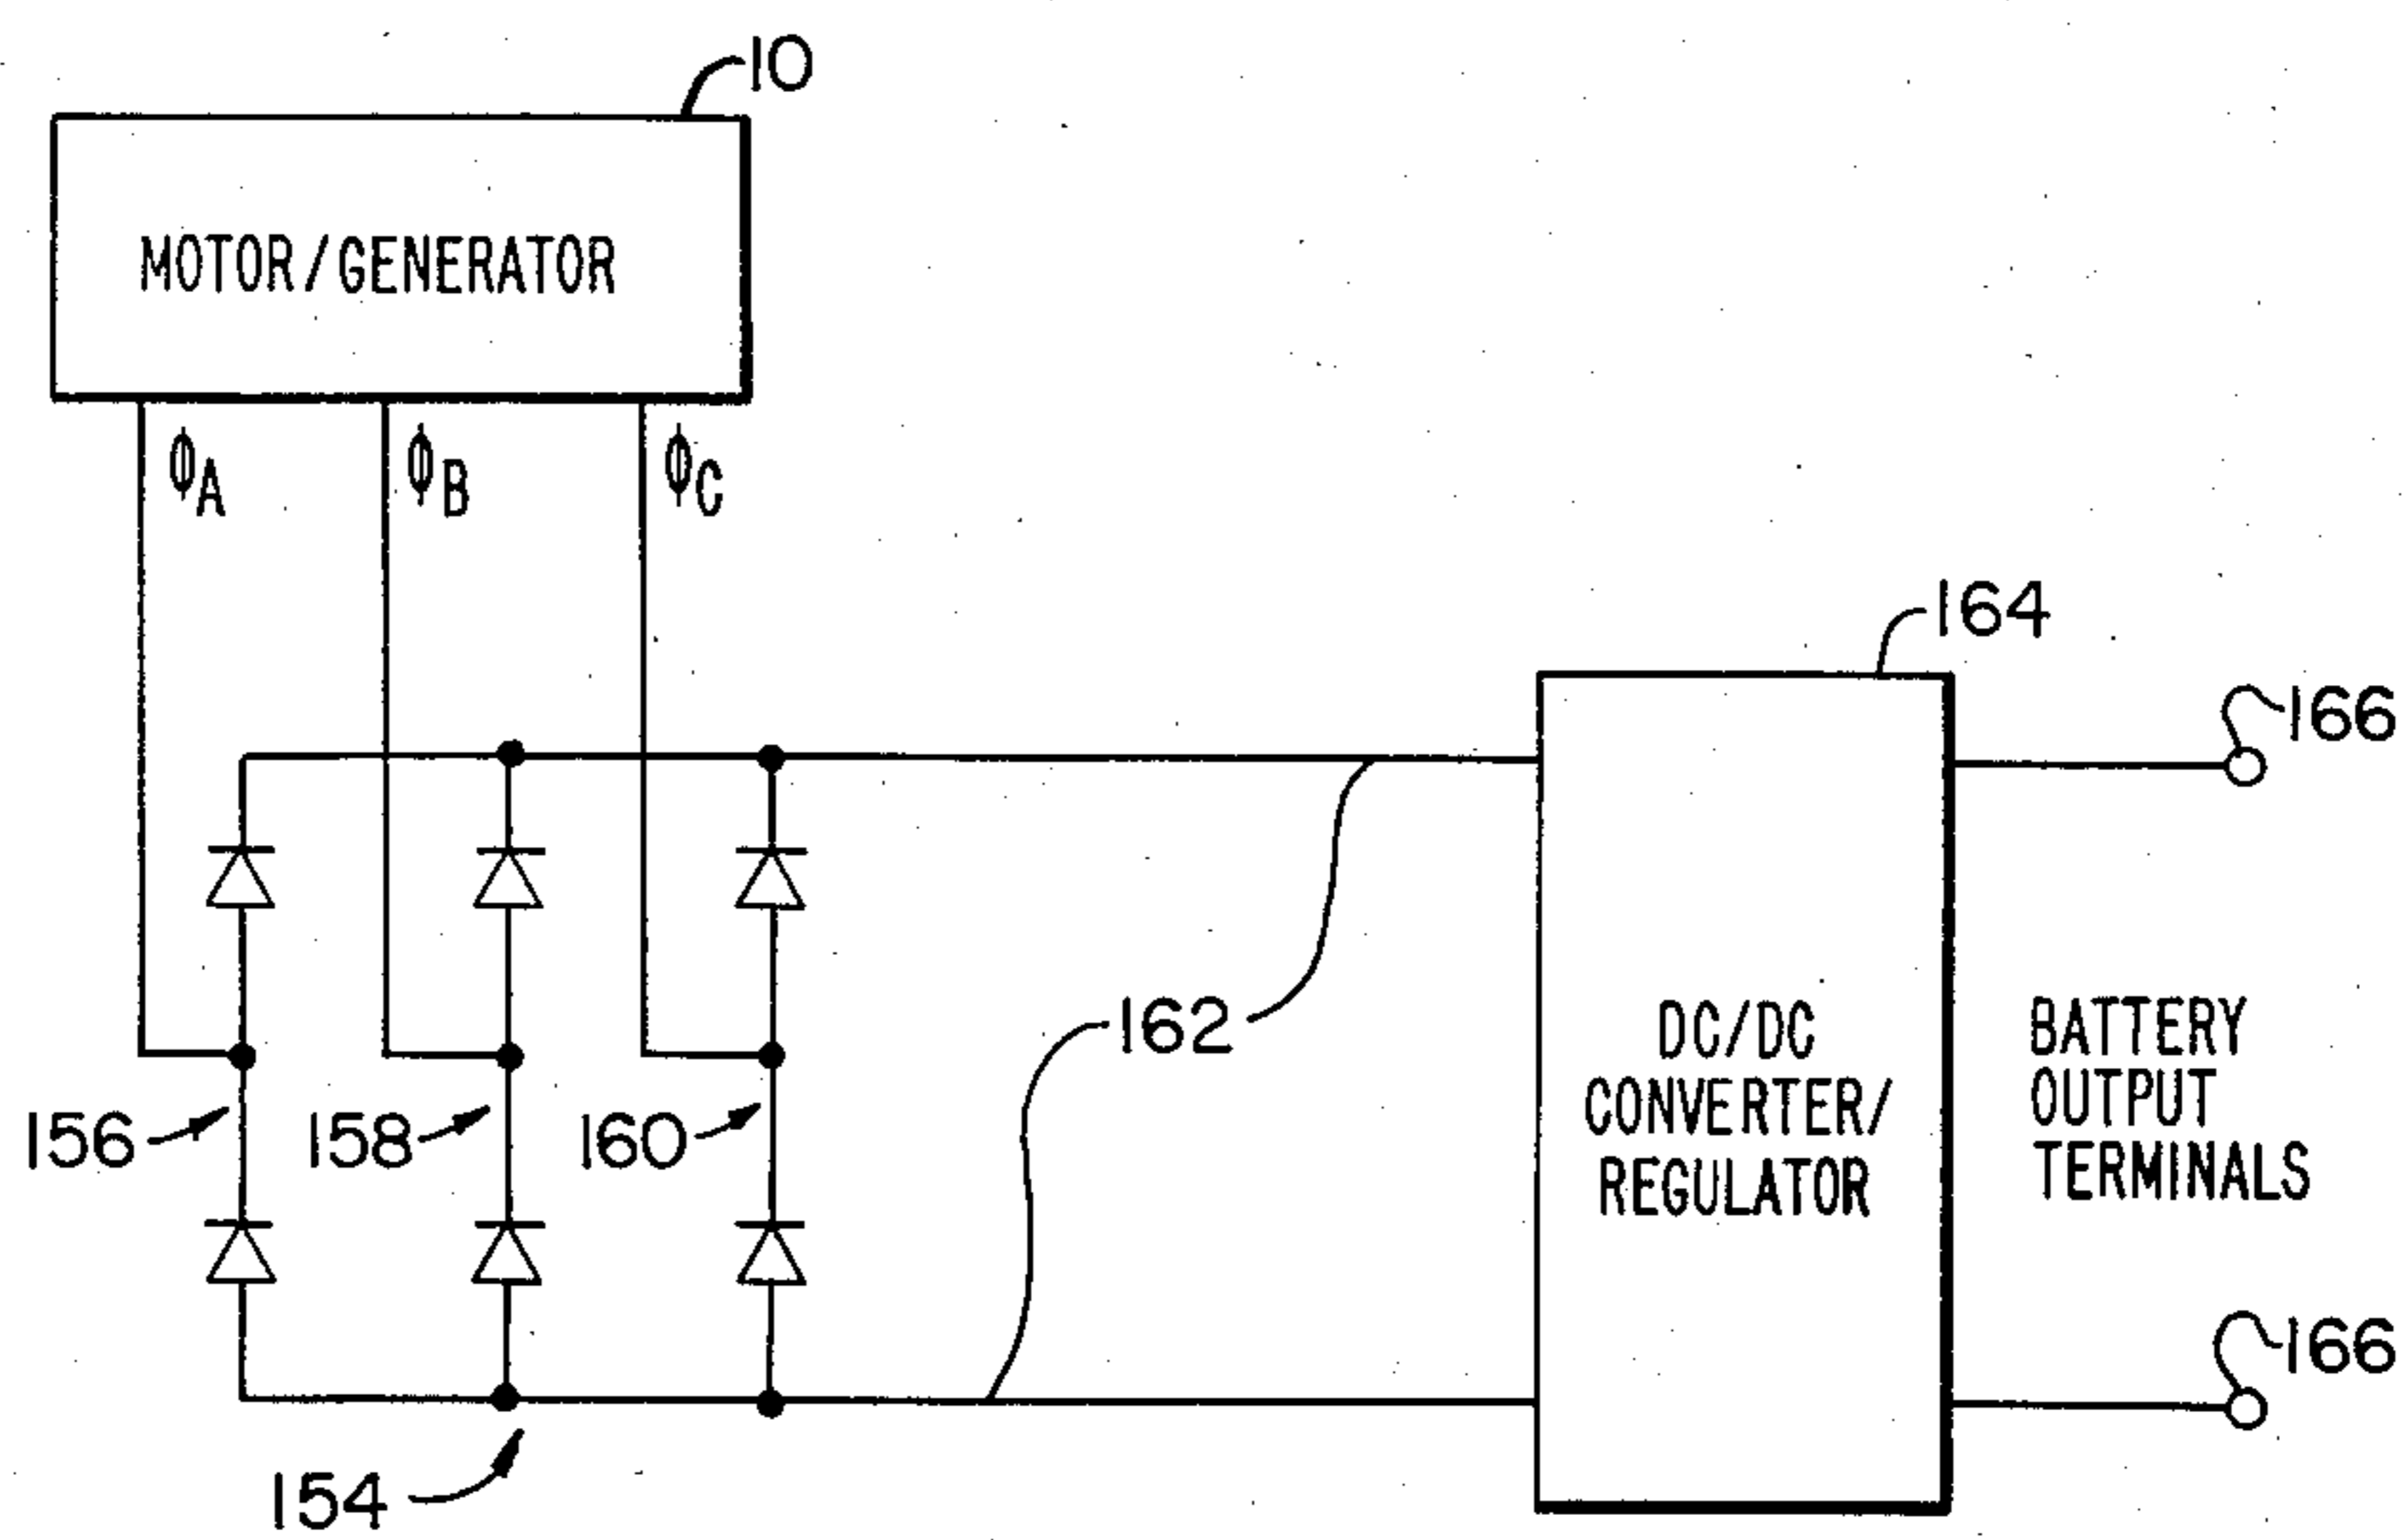 10
MOTOR/GENERATOR
ϕA
ϕB
ϕC
164
166
162
DC/DC
CONVERTER/
REGULATOR
BATTERY
OUTPUT
TERMINALS
156
158
160
166
154